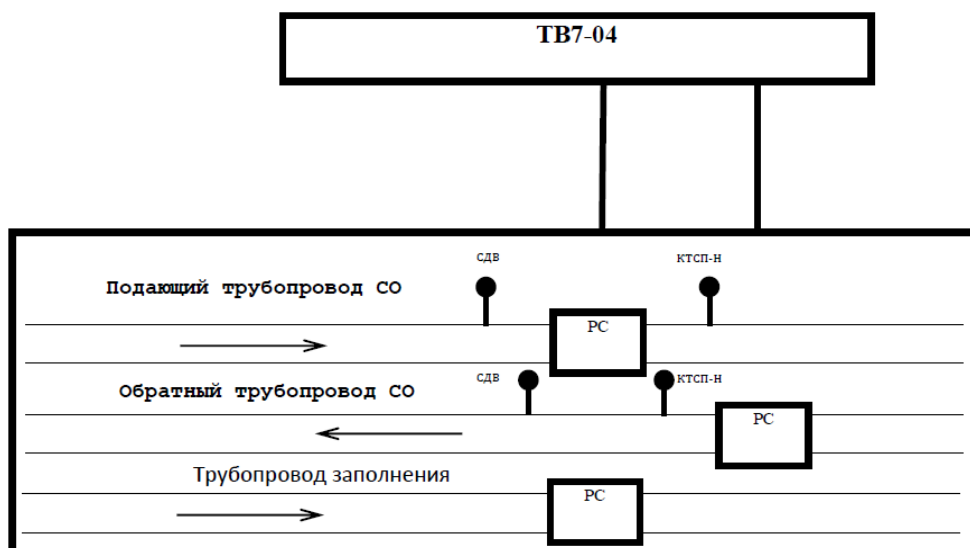 ТВ7-04
сдв
ктсп-н
Подающий трубопровод СО
РС
сдв
ктсп-н
Обратный трубопровод СО
РС
Трубопровод заполнения
РС